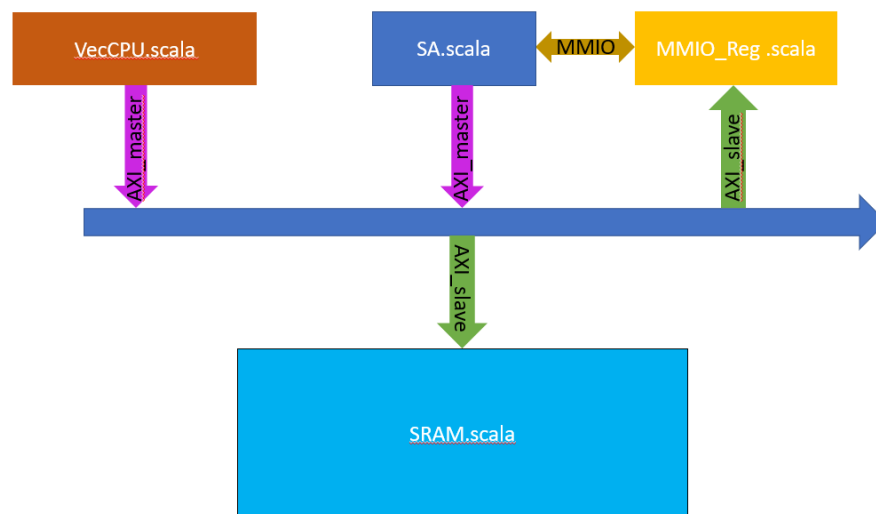 VecCPU.scala
SA.scala
MMIO
MMIO_Reg .scala
AXI_master
AXI_master
AXI_slave
AXI_slave
SRAM.scala